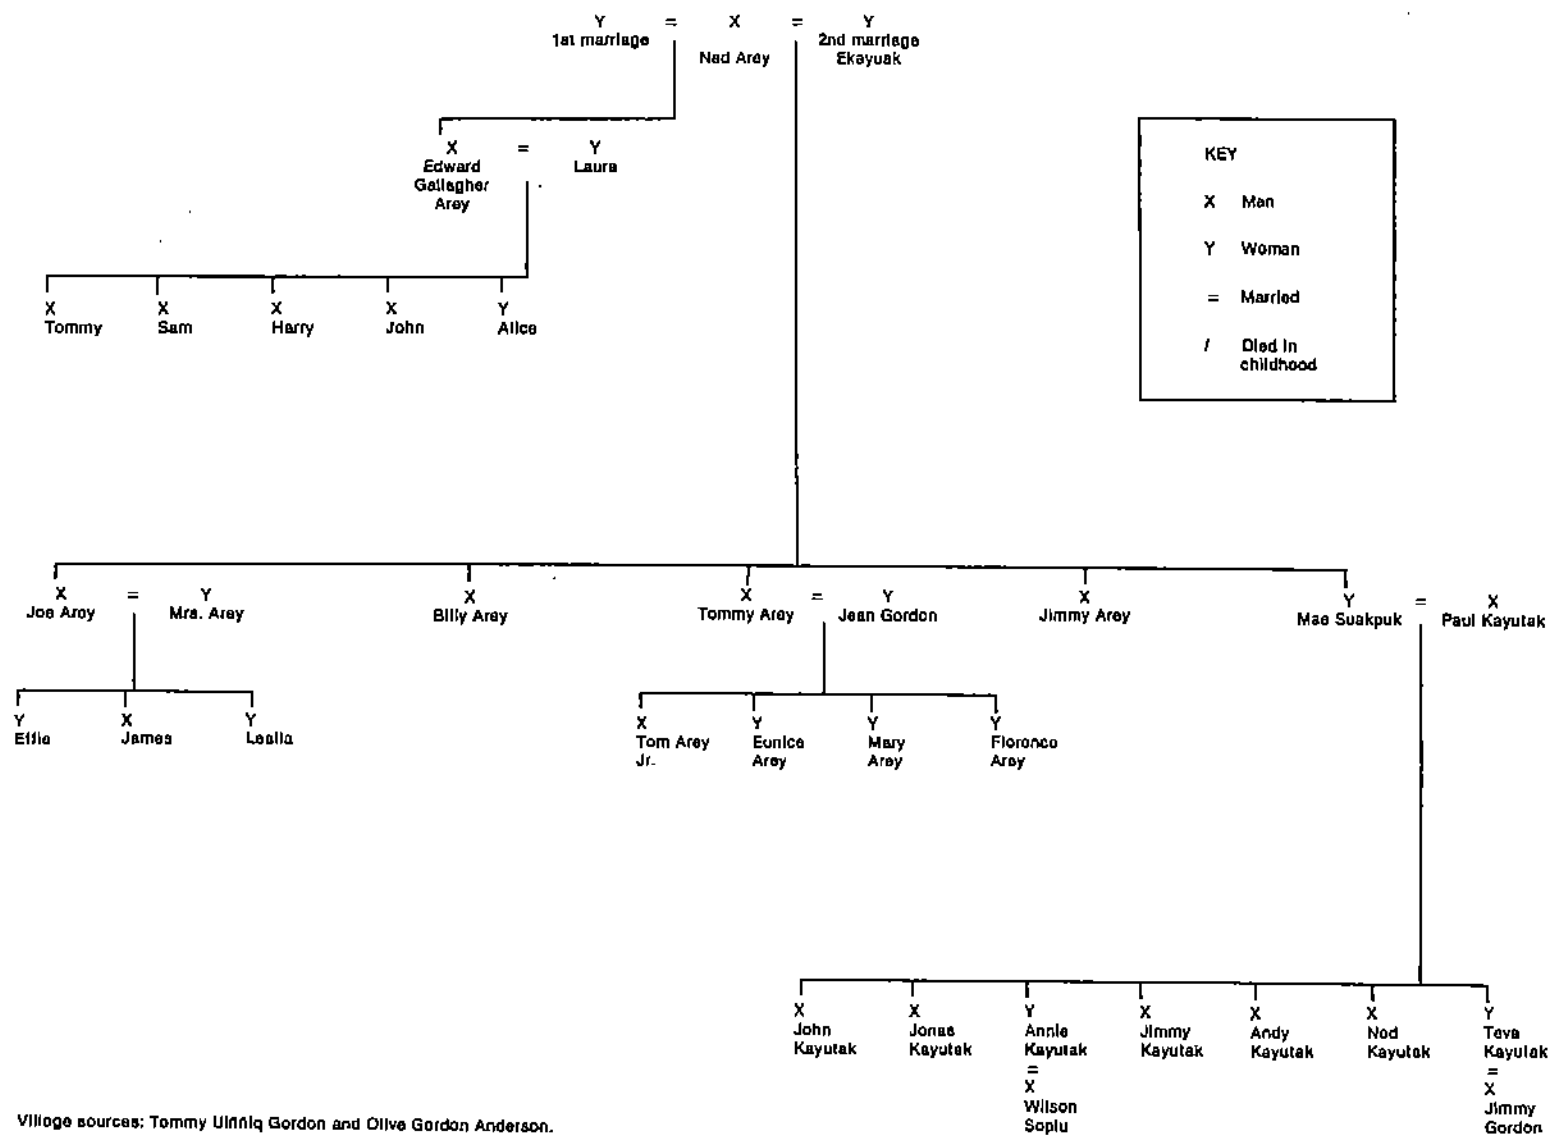 Y = X = Y
1st marriage 2nd marriage
Ned Arey Ekayuak
X = Y
Edward Laura
Gallagher
Arey
KEY
X Man
Y Woman
= Married
/ Died in
childhood
X X X X Y
Tommy Sam Harry John Alice
X = Y X X = Y X Y = X
Joe Arey Mrs. Arey Billy Arey Tommy Arey Jean Gordon Jimmy Arey Mae Suakpuk Paul Kayutak
Y X Y
Effie James Leslie
X Y Y Y
Tom Arey Eunice Mary Florence
Jr. Arey Arey Arey
X X Y X X X Y
John Jonas Annie Jimmy Andy Ned Teva
Kayutak Kayutak Kayutak Kayutak Kayutak Kayutak Kayutak
= =
X X
Wilson Jimmy
Soplu Gordon
Village sources: Tommy Gordon and Olive Gordon Anderson.